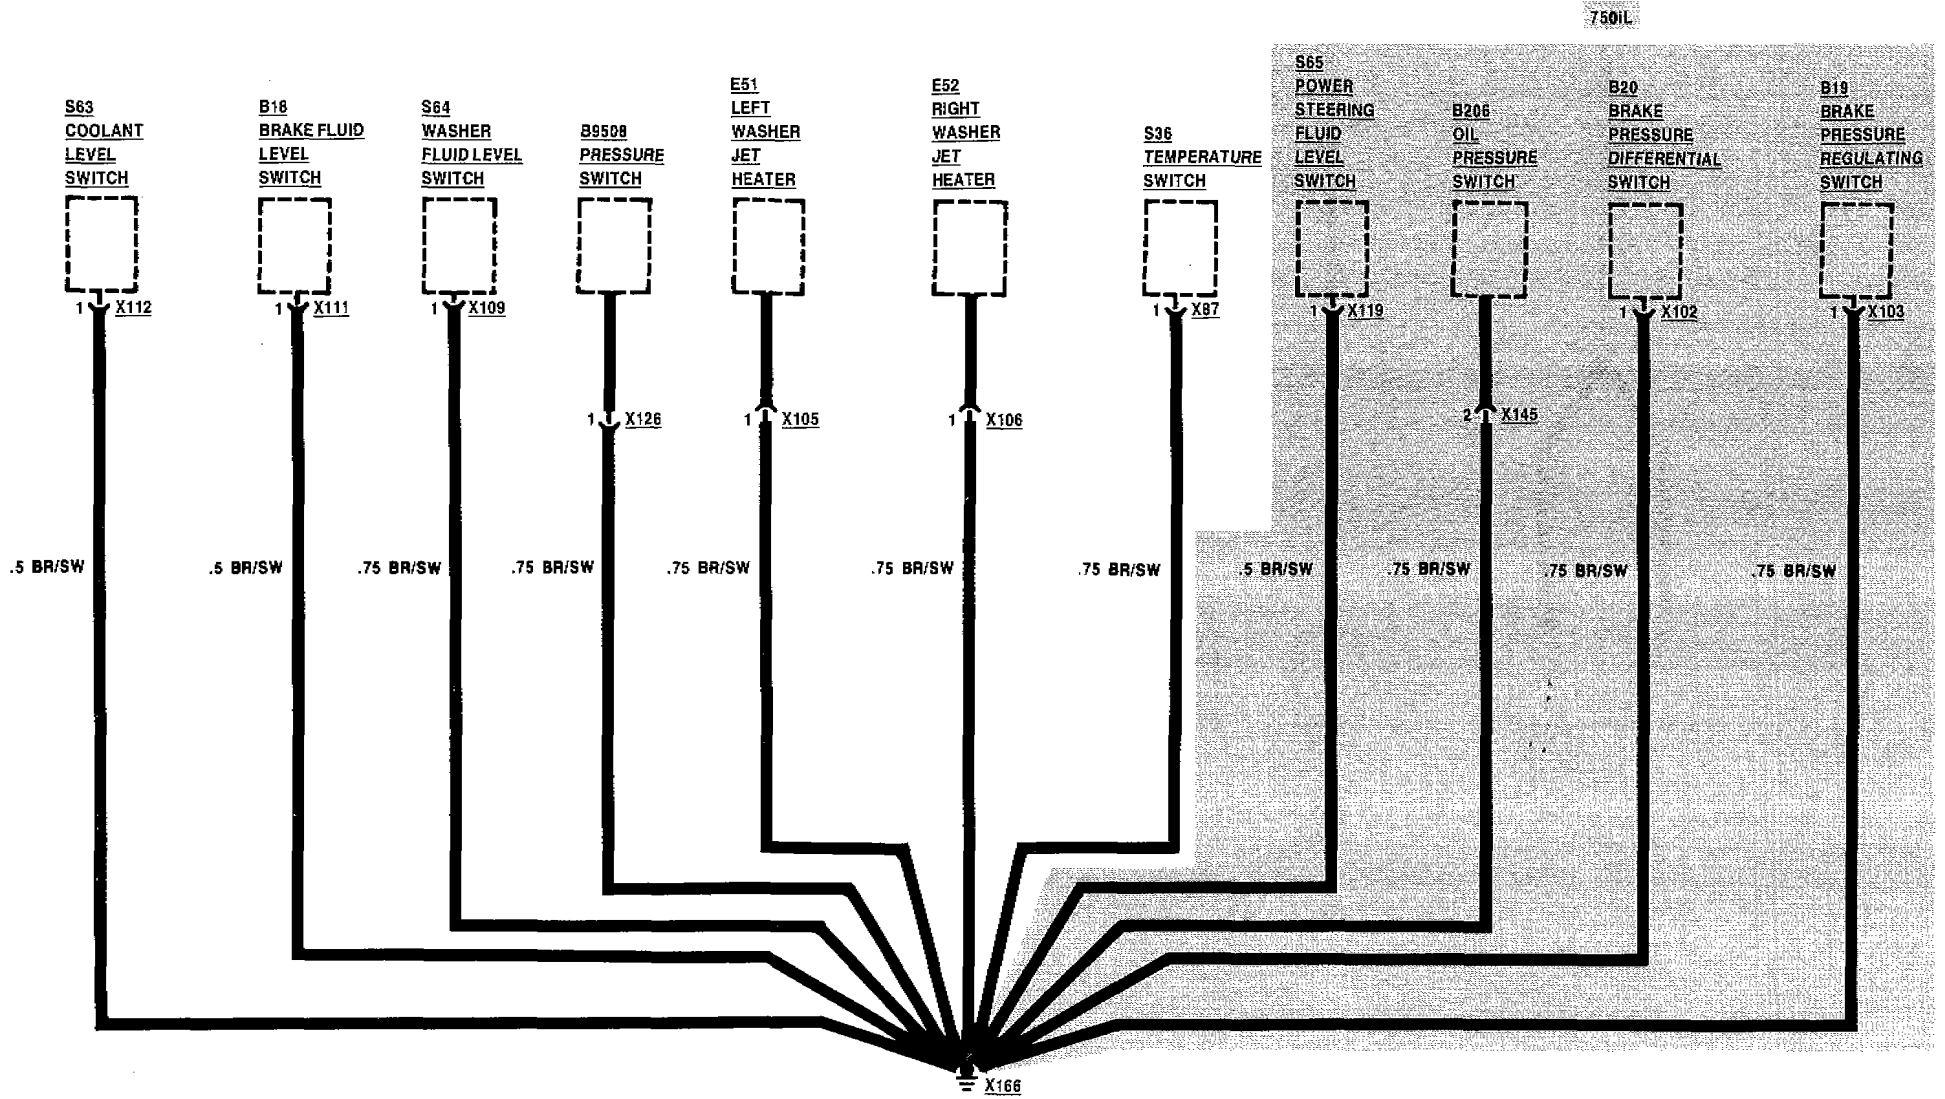 750iL
S63
COOLANT
LEVEL
SWITCH
B18
BRAKE FLUID
LEVEL
SWITCH
S64
WASHER
FLUID LEVEL
SWITCH
B9508
PRESSURE
SWITCH
E51
LEFT
WASHER
JET
HEATER
E52
RIGHT
WASHER
JET
HEATER
S36
TEMPERATURE
SWITCH
S65
POWER
STEERING
FLUID
LEVEL
SWITCH
B206
OIL
PRESSURE
SWITCH
B20
BRAKE
PRESSURE
DIFFERENTIAL
SWITCH
B19
BRAKE
PRESSURE
REGULATING
SWITCH
1 X112
1 X111
1 X109
1 X87
1 X119
1 X102
1 X103
1 X126
1 X105
1 X106
2 X145
.5 BR/SW
.5 BR/SW
.75 BR/SW
.75 BR/SW
.75 BR/SW
.75 BR/SW
.75 BR/SW
.5 BR/SW
.75 BR/SW
.75 BR/SW
.75 BR/SW
X166